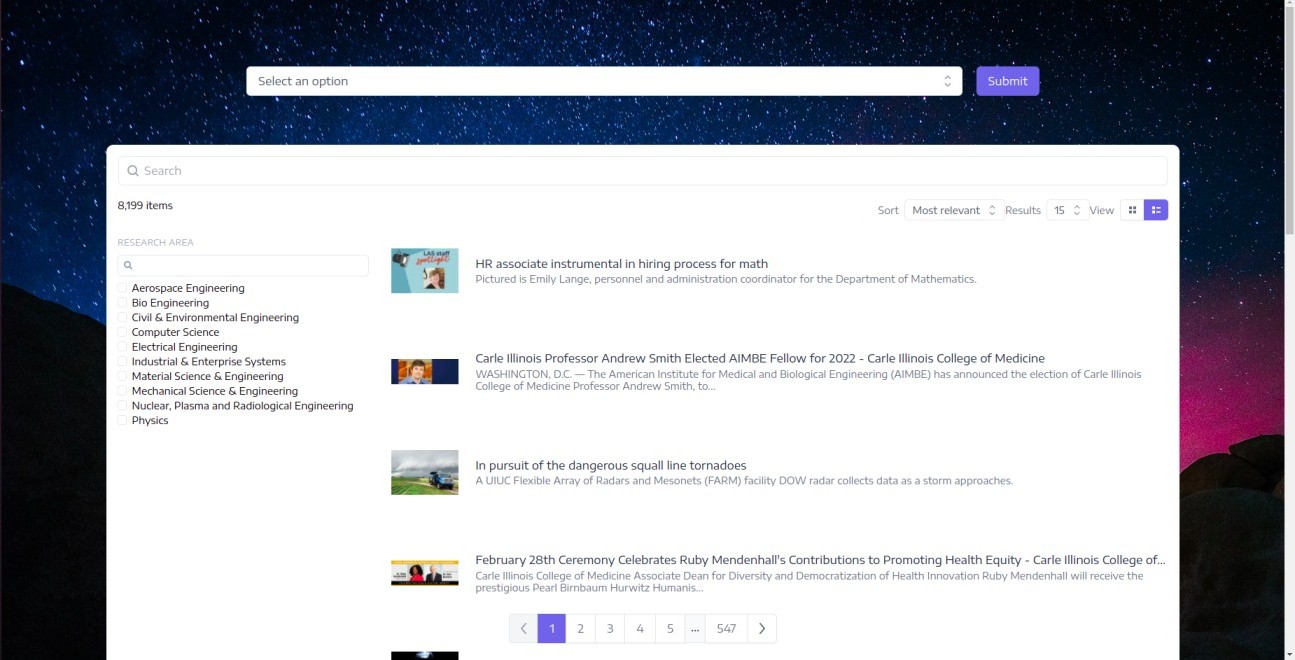 Select an option
Submit
Search
8,199 items
Sort Most relevant Results 15 View
RESEARCH AREA
Aerospace Engineering
Bio Engineering
Civil & Environmental Engineering
Computer Science
Electrical Engineering
Industrial & Enterprise Systems
Material Science & Engineering
Mechanical Science & Engineering
Nuclear, Plasma and Radiological Engineering
Physics
LAS staff
spotlight
HR associate instrumental in hiring process for math
Pictured is Emily Lange, personnel and administration coordinator for the Department of Mathematics.
Carle Illinois Professor Andrew Smith Elected AIMBE Fellow for 2022 - Carle Illinois College of Medicine
WASHINGTON, D.C. — The American Institute for Medical and Biological Engineering (AIMBE) has announced the election of Carle Illinois
College of Medicine Professor Andrew Smith, to...
In pursuit of the dangerous squall line tornadoes
A UIUC Flexible Array of Radars and Mesonets (FARM) facility DOW radar collects data as a storm approaches.
February 28th Ceremony Celebrates Ruby Mendenhall's Contributions to Promoting Health Equity - Carle Illinois College of...
Carle Illinois College of Medicine Associate Dean for Diversity and Democratization of Health Innovation Ruby Mendenhall will receive the
prestigious Pearl Birnbaum Hurwitz Humanis...
1 2 3 4 5 ... 547